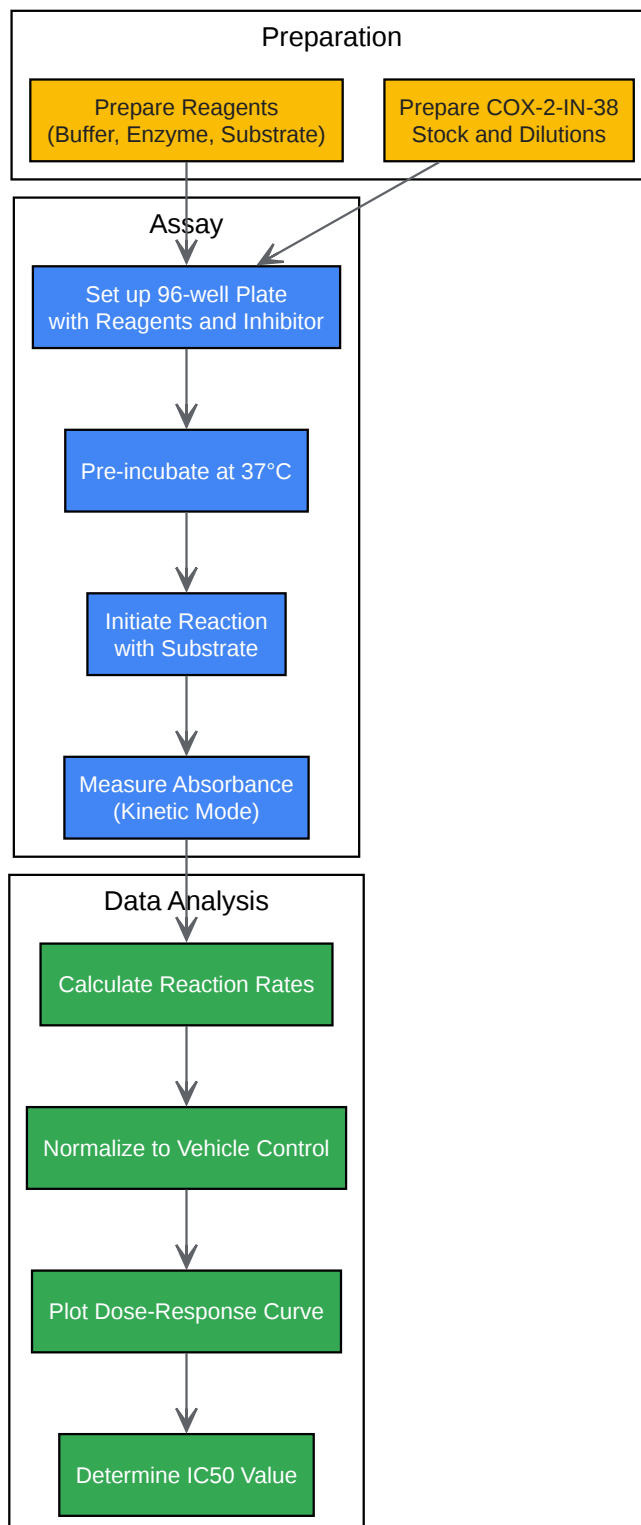 Preparation
Prepare Reagents
(Buffer, Enzyme, Substrate)
Prepare COX-2-IN-38
Stock and Dilutions
Assay
Set up 96-well Plate
with Reagents and Inhibitor
Pre-incubate at 37°C
Initiate Reaction
with Substrate
Measure Absorbance
(Kinetic Mode)
Data Analysis
Calculate Reaction Rates
Normalize to Vehicle Control
Plot Dose-Response Curve
Determine IC50 Value